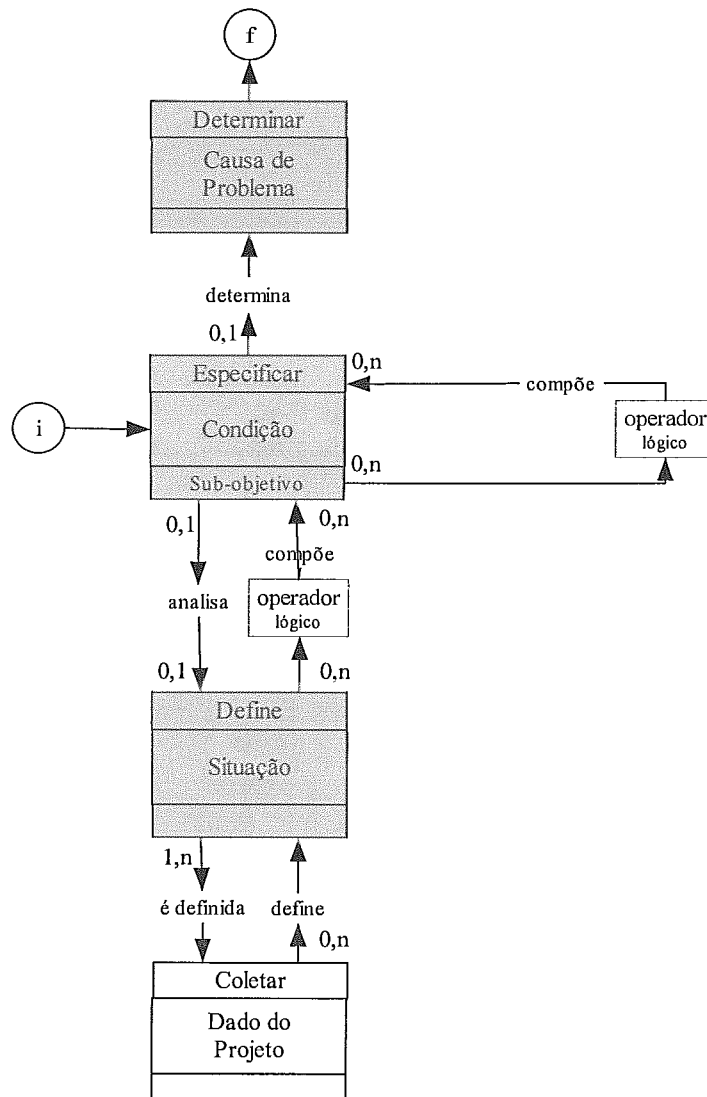 f
Determinar
Causa de
Problema
determina
0,1
0,n
Especificar
compõe
i
Condição
operador
lógico
0,n
Sub-objetivo
0,1
0,n
compõe
analisa
operador
lógico
0,1
0,n
Define
Situação
1,n
é definida
define
0,n
Coletar
Dado do
Projeto